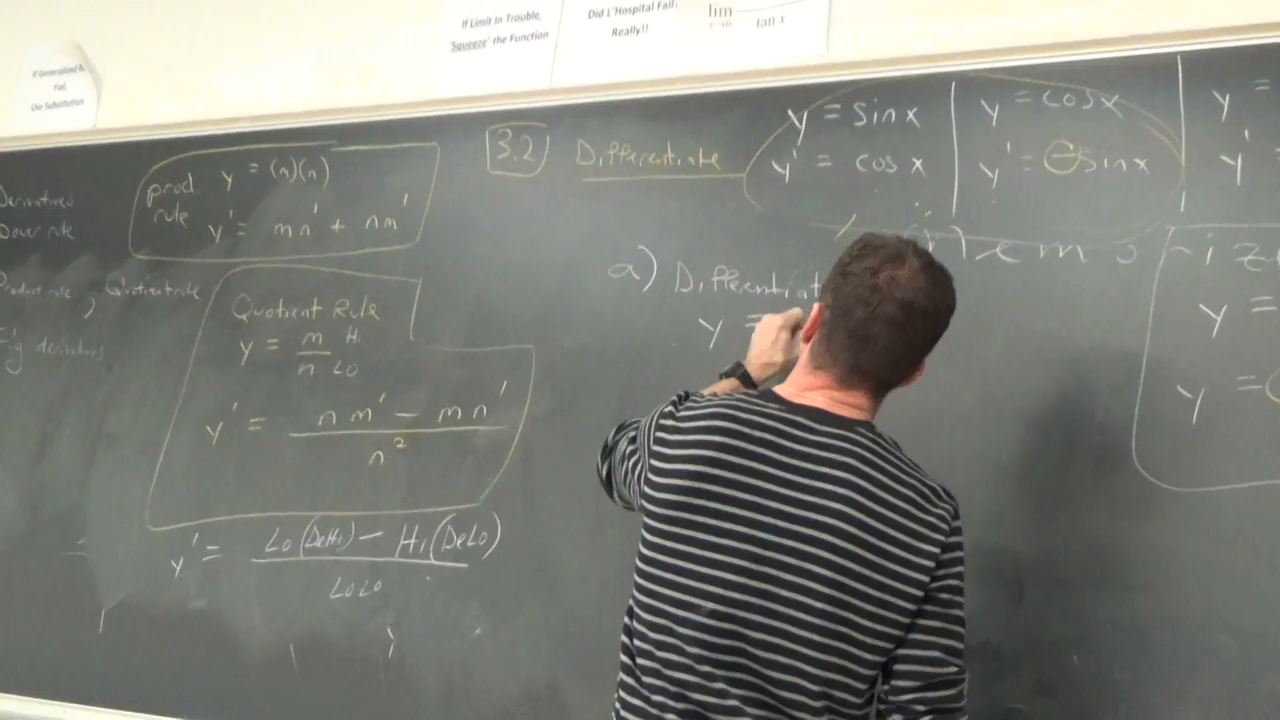 If Limit In Trouble,
'Squeeze' the Function
Did L'Hospital Fail?
Really!!
lim
tan x
If Generalized
Fail,
Use Substitution
Derivatives
Power rule
Product rule, Quotient rule
Trig derivatives
prod. rule
y = (m)(n)
y' = mn' + nm'
Quotient Rule
y = m/n Hi Lo
y' = (nm' - mn')/n²
y' = (Lo(DeHi) - Hi(DeLo))/LoLo
3.2 Differentiate
y = sin x
y' = cos x
y = cos x
y' = -sin x
y =
y' =
memo-iz
a) Differentiat
y =
y =
y =